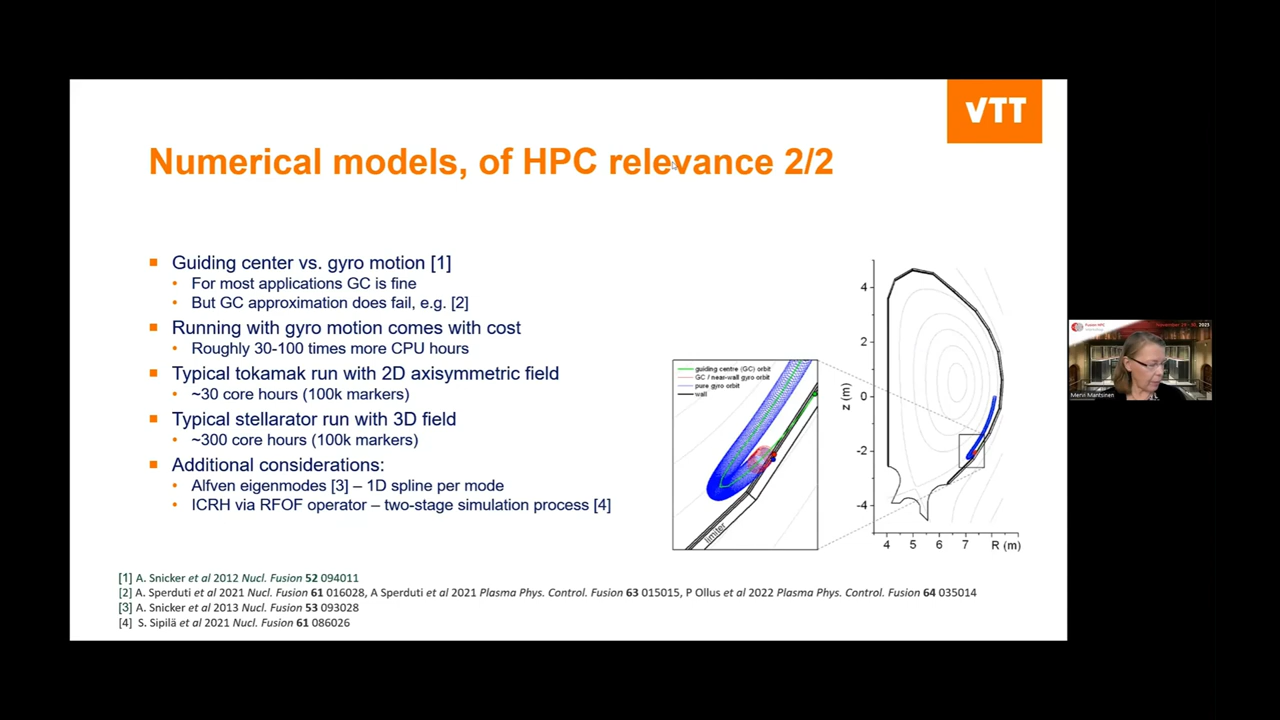 VTT
Numerical models, of HPC relevance 2/2
Guiding center vs. gyro motion [1]
For most applications GC is fine
But GC approximation does fail, e.g. [2]
Running with gyro motion comes with cost
Roughly 30-100 times more CPU hours
Typical tokamak run with 2D axisymmetric field
~30 core hours (100k markers)
Typical stellarator run with 3D field
~300 core hours (100k markers)
Additional considerations:
Alfven eigenmodes [3] – 1D spline per mode
ICRH via RFOF operator – two-stage simulation process [4]
guiding centre (GC) orbit
GC / near-wall gyro orbit
pure gyro orbit
wall
limiter
z (m)
4
2
0
-2
-4
4 5 6 7 R (m)
[1] A. Snicker et al 2012 Nucl. Fusion 52 094011
[2] A. Sperduti et al 2021 Nucl. Fusion 61 016028, A Sperduti et al 2021 Plasma Phys. Control. Fusion 63 015015, P Ollus et al 2022 Plasma Phys. Control. Fusion 64 035014
[3] A. Snicker et al 2013 Nucl. Fusion 53 093028
[4] S. Sipilä et al 2021 Nucl. Fusion 61 086026
Fusion HPC
2023
Mervi Mantsinen